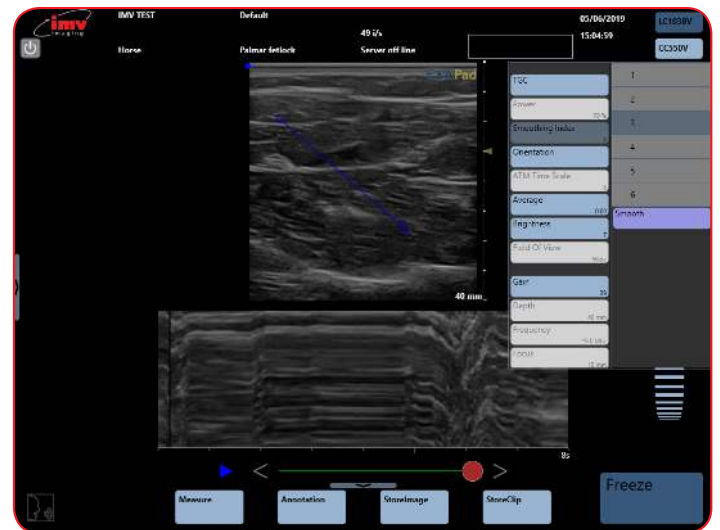 imv
imaging
IMV TEST
Default
49 i/s
05/06/2019
15:04:59
LC1038V
CC550V
Horse
Palmar fetlock
Server off line
Pad
TGC
1
2
3
4
5
6
Smooth
Power
Smoothing Index
Orientation
ATM Time Scale
Average
Brightness
Field Of View
Gain
Depth
Frequency
Focus
40 mm
8s
Measure
Annotation
StoreImage
StoreClip
Freeze